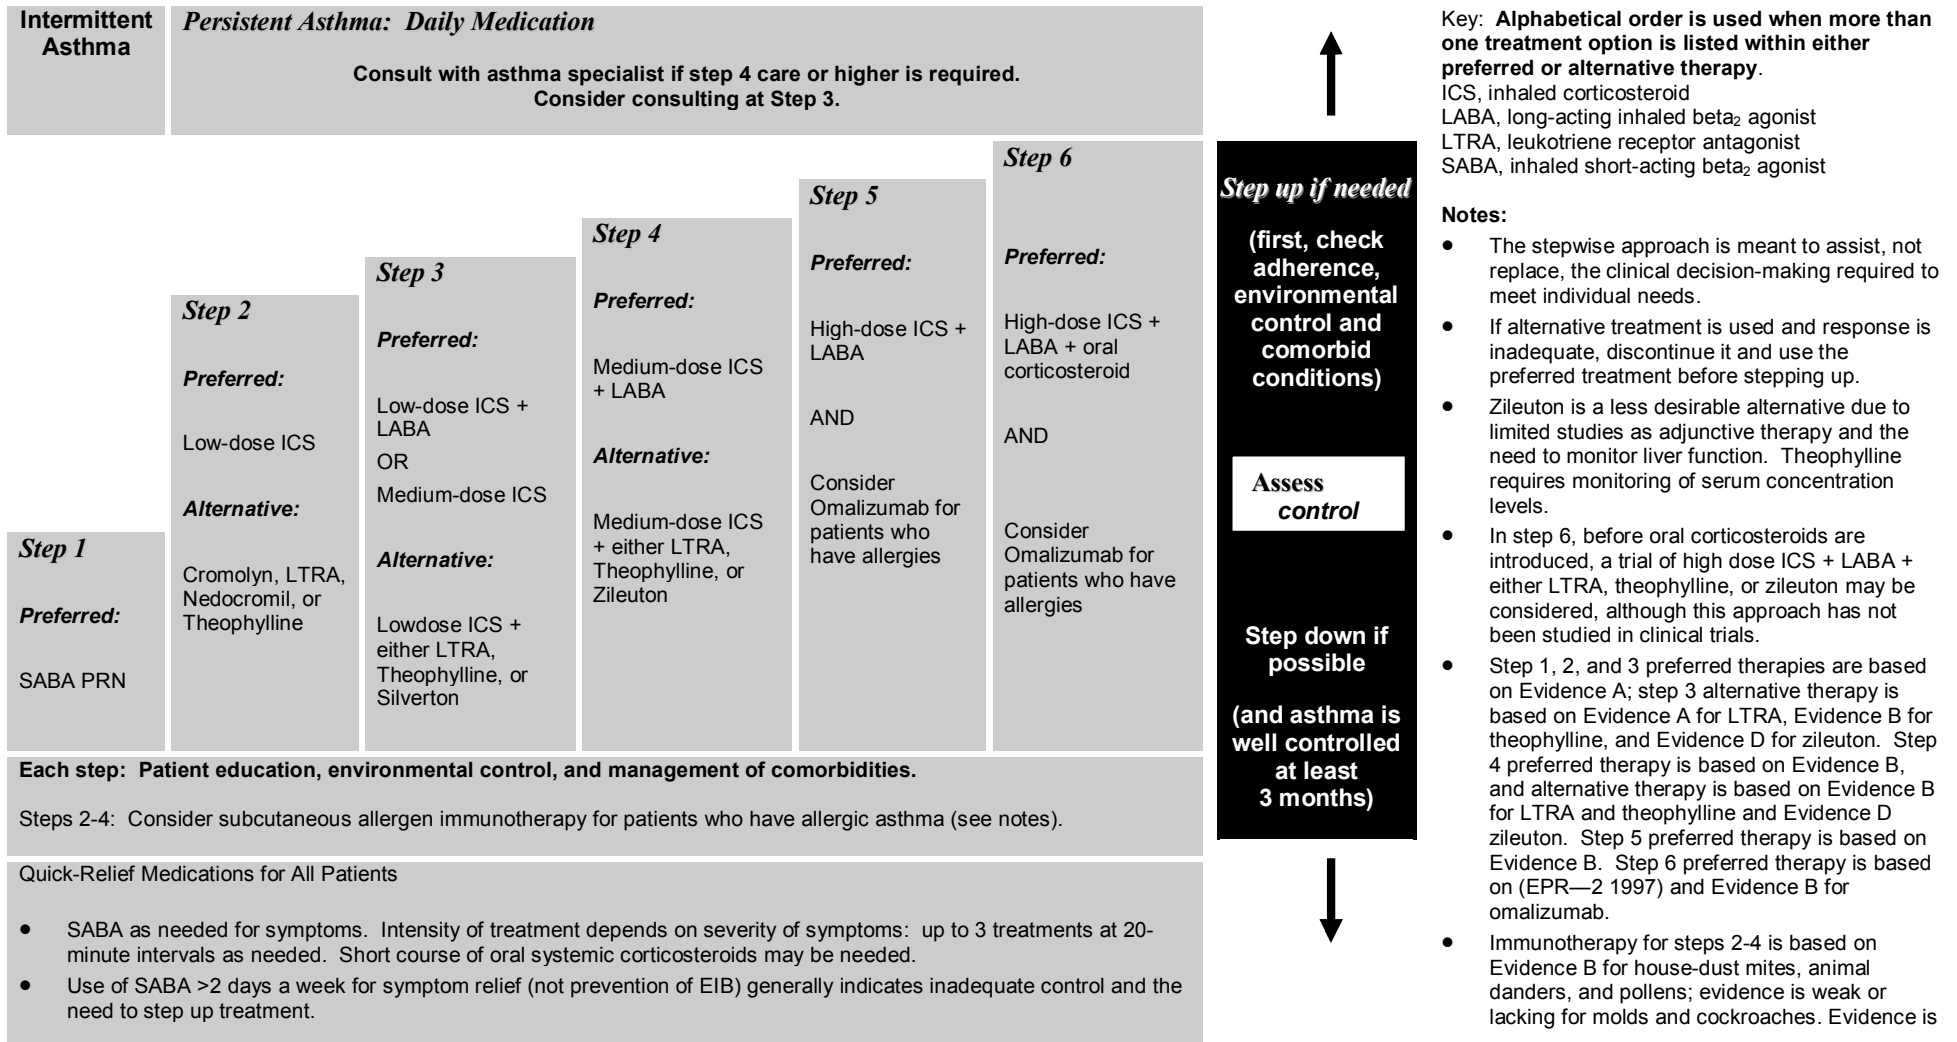 Intermittent
Asthma
Persistent Asthma: Daily Medication
Consult with asthma specialist if step 4 care or higher is required.
Consider consulting at Step 3.
Step 1
Preferred:
SABA PRN
Step 2
Preferred:
Low-dose ICS
Alternative:
Cromolyn, LTRA,
Nedocromil, or
Theophylline
Step 3
Preferred:
Low-dose ICS +
LABA
OR
Medium-dose ICS
Alternative:
Lowdose ICS +
either LTRA,
Theophylline, or
Silverton
Step 4
Preferred:
Medium-dose ICS
+ LABA
Alternative:
Medium-dose ICS
+ either LTRA,
Theophylline, or
Zileuton
Step 5
Preferred:
High-dose ICS +
LABA
AND
Consider
Omalizumab for
patients who
have allergies
Step 6
Preferred:
High-dose ICS +
LABA + oral
corticosteroid
AND
Consider
Omalizumab for
patients who have
allergies
Each step: Patient education, environmental control, and management of comorbidities.
Steps 2-4: Consider subcutaneous allergen immunotherapy for patients who have allergic asthma (see notes).
Quick-Relief Medications for All Patients
• SABA as needed for symptoms. Intensity of treatment depends on severity of symptoms: up to 3 treatments at 20-
minute intervals as needed. Short course of oral systemic corticosteroids may be needed.
• Use of SABA >2 days a week for symptom relief (not prevention of EIB) generally indicates inadequate control and the
need to step up treatment.
Step up if needed
(first, check
adherence,
environmental
control and
comorbid
conditions)
Assess
control
Step down if
possible
(and asthma is
well controlled
at least
3 months)
Key: Alphabetical order is used when more than
one treatment option is listed within either
preferred or alternative therapy.
ICS, inhaled corticosteroid
LABA, long-acting inhaled beta₂ agonist
LTRA, leukotriene receptor antagonist
SABA, inhaled short-acting beta₂ agonist
Notes:
• The stepwise approach is meant to assist, not
replace, the clinical decision-making required to
meet individual needs.
• If alternative treatment is used and response is
inadequate, discontinue it and use the
preferred treatment before stepping up.
• Zileuton is a less desirable alternative due to
limited studies as adjunctive therapy and the
need to monitor liver function. Theophylline
requires monitoring of serum concentration
levels.
• In step 6, before oral corticosteroids are
introduced, a trial of high dose ICS + LABA +
either LTRA, theophylline, or zileuton may be
considered, although this approach has not
been studied in clinical trials.
• Step 1, 2, and 3 preferred therapies are based
on Evidence A; step 3 alternative therapy is
based on Evidence A for LTRA, Evidence B for
theophylline, and Evidence D for zileuton. Step
4 preferred therapy is based on Evidence B,
and alternative therapy is based on Evidence B
for LTRA and theophylline and Evidence D
zileuton. Step 5 preferred therapy is based on
Evidence B. Step 6 preferred therapy is based
on (EPR—2 1997) and Evidence B for
omalizumab.
• Immunotherapy for steps 2-4 is based on
Evidence B for house-dust mites, animal
danders, and pollens; evidence is weak or
lacking for molds and cockroaches. Evidence is